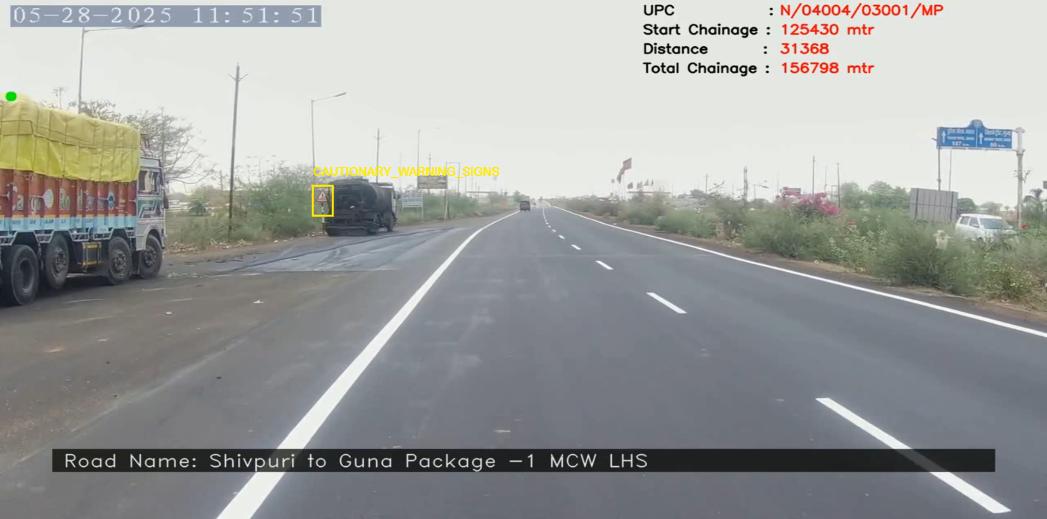 05-28-2025 11:51:51
UPC : N/04004/03001/MP
Start Chainage : 125430 mtr
Distance : 31368
Total Chainage : 156798 mtr
CAUTIONARY_WARNING_SIGNS
Road Name: Shivpuri to Guna Package -1 MCW LHS